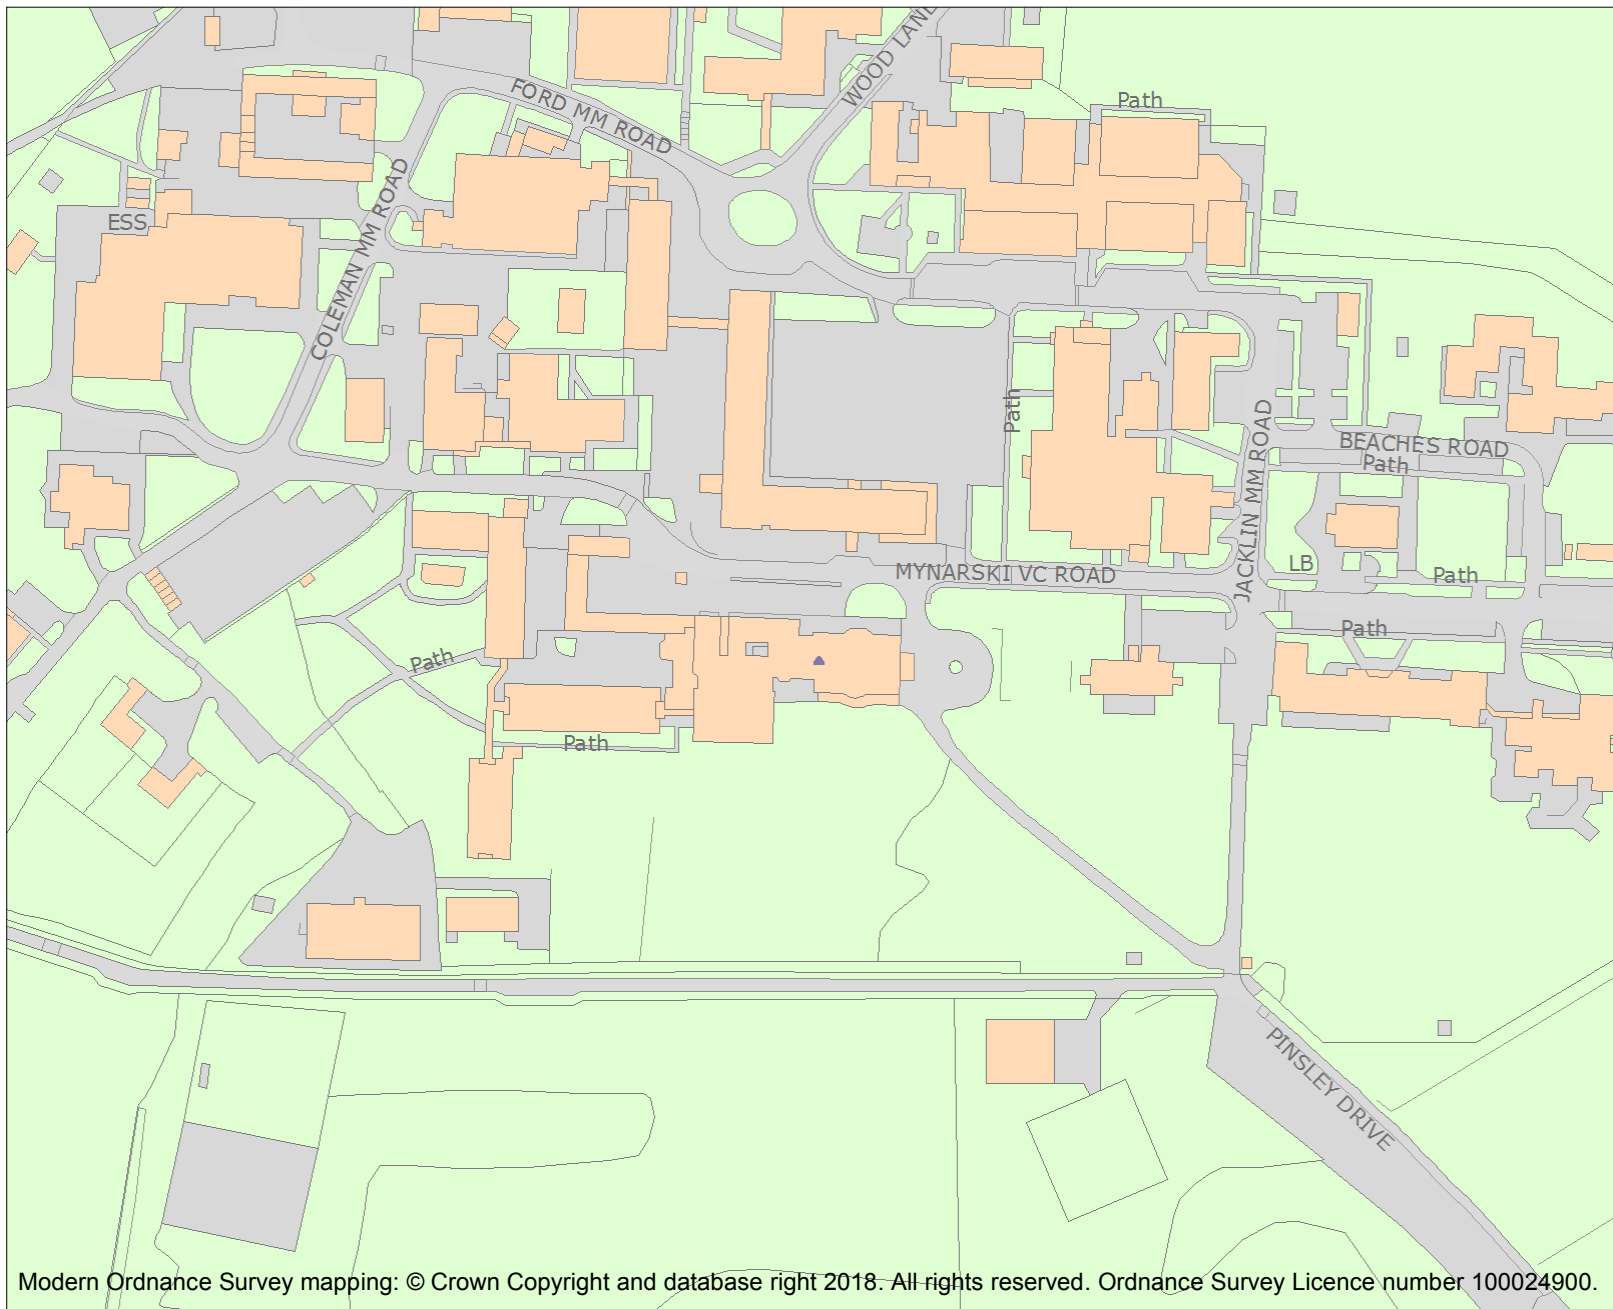 WOOD LANE
FORD MM ROAD
Path
COLEMAN MM ROAD
ESS
Path
JACKLIN MM ROAD
BEACHES ROAD
Path
MYNARSKI VC ROAD
LB
Path
Path
Path
Path
PINSLEY DRIVE
Modern Ordnance Survey mapping: © Crown Copyright and database right 2018. All rights reserved. Ordnance Survey Licence number 100024900.